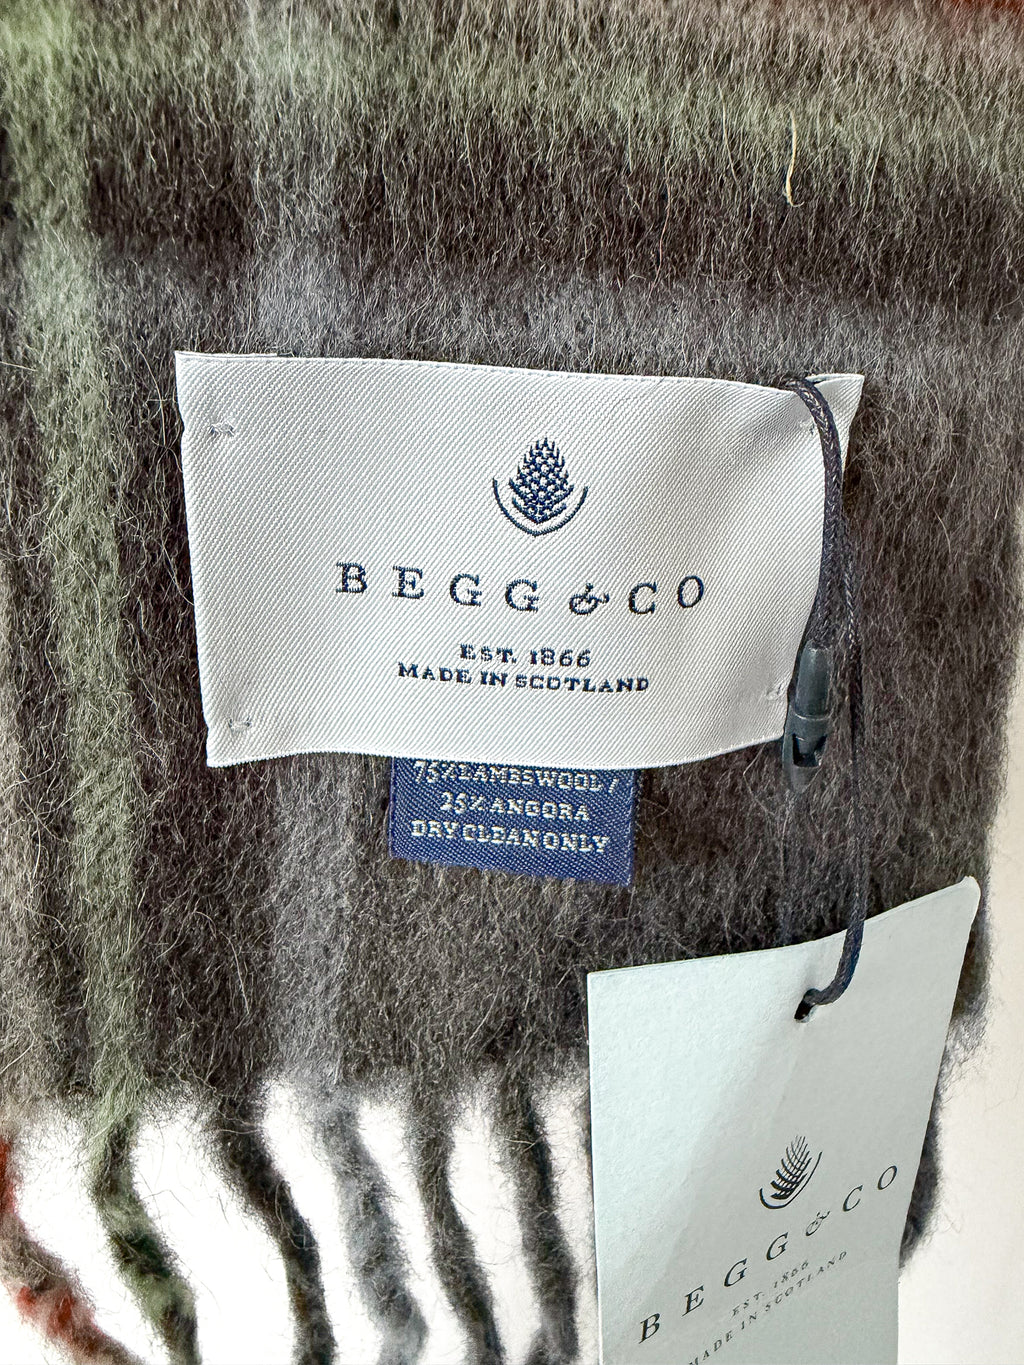 BEGG & CO
EST. 1866
MADE IN SCOTLAND
75% LAMBSWOOL /
25% ANGORA
DRY CLEAN ONLY
BEGG & CO
EST. 1866
MADE IN SCOTLAND